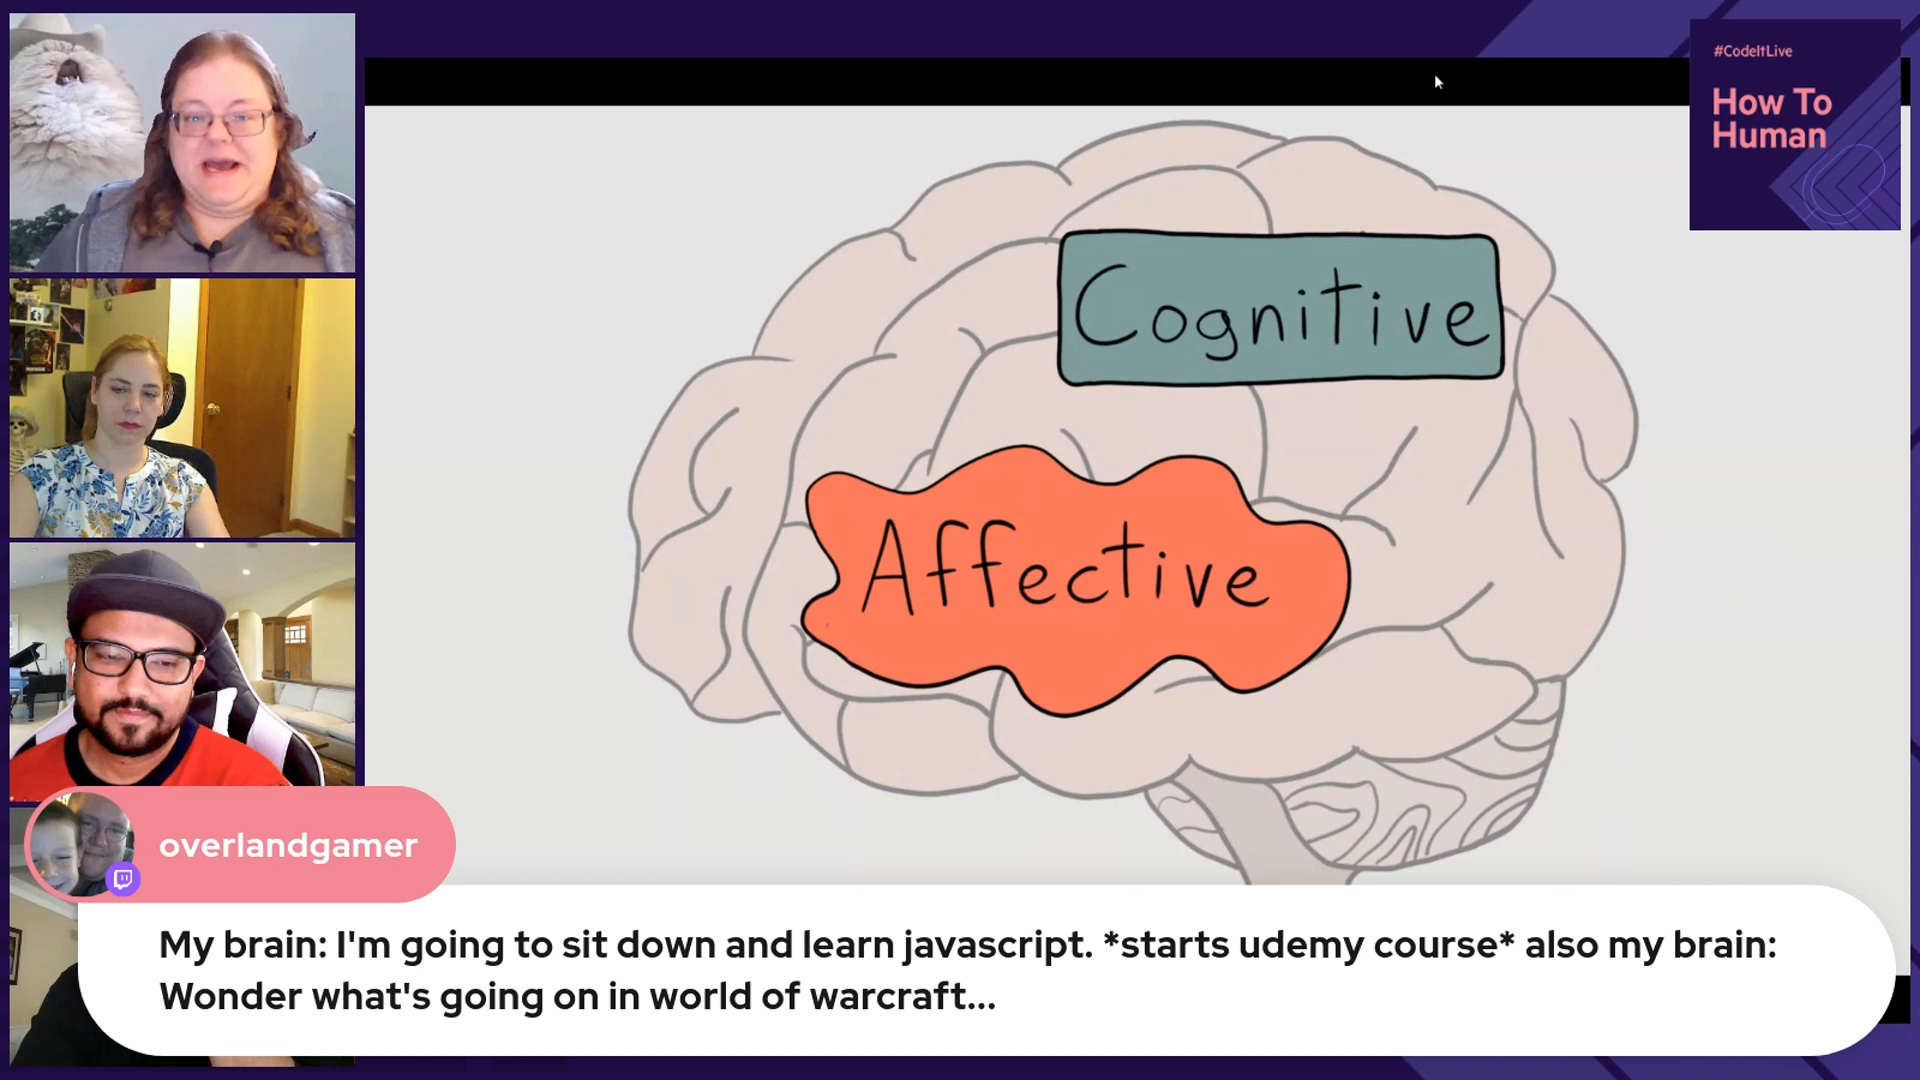 #CodeItLive
How To
Human
Cognitive
Affective
overlandgamer
My brain: I'm going to sit down and learn javascript. *starts udemy course* also my brain:
Wonder what's going on in world of warcraft...